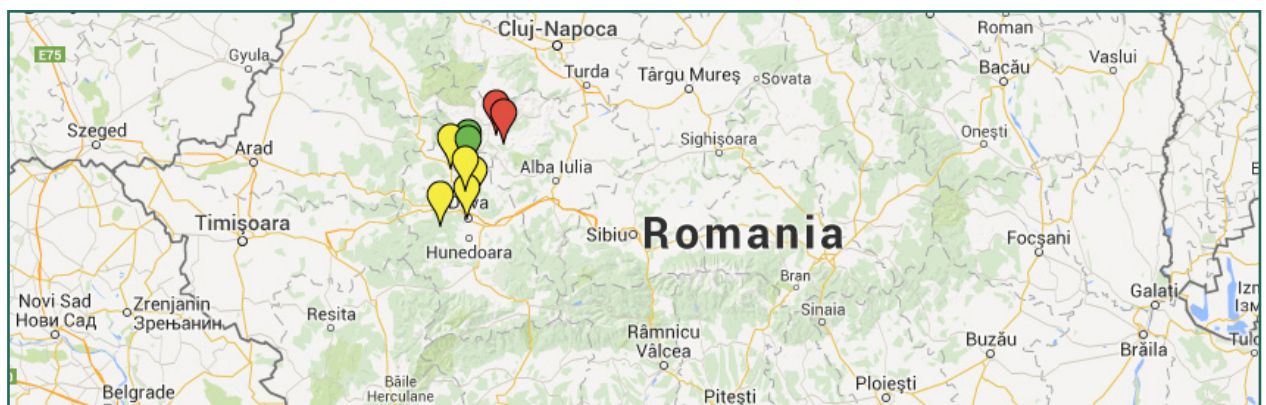 Cluj-Napoca
Roman
E75
Gyula
Vaslui
Bacău
Turda
Târgu Mureş
Sovata
Szeged
Oneşti
Sighişoara
Arad
Alba Iulia
Timişoara
Sibiu
Romania
Focşani
Hunedoara
Bran
Novi Sad
Нови Сад
Zrenjanin
Зрењанин
Resita
Sinaia
Galaţi
Râmnicu
Vâlcea
Buzău
Brăila
Băile
Herculane
Ploieşti
Belgrade
Piteşti